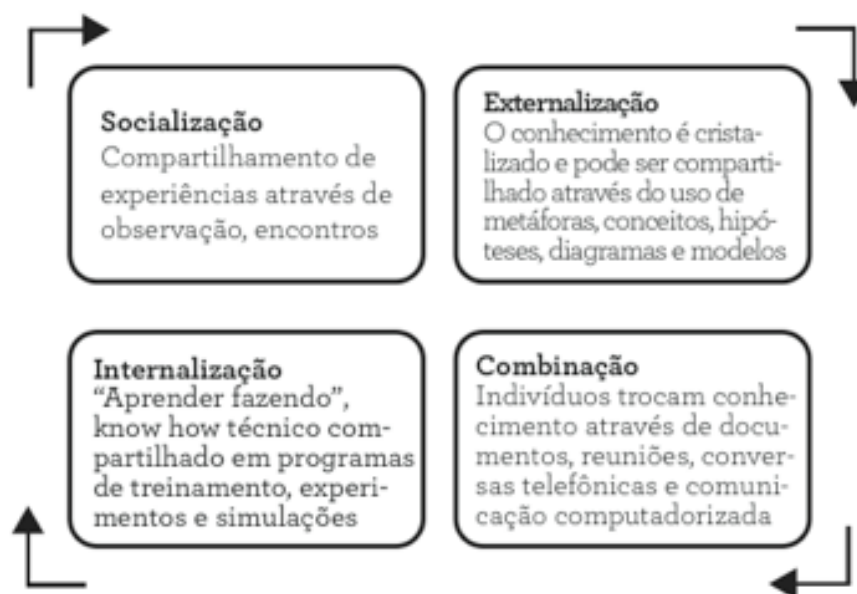 Socialização
Compartilhamento de
experiências através de
observação, encontros
Externalização
O conhecimento é crista-
lizado e pode ser comparti-
lhado através do uso de
metáforas, conceitos, hipó-
teses, diagramas e modelos
Internalização
“Aprender fazendo”,
know how técnico com-
partilhado em programas
de treinamento, experi-
mentos e simulações
Combinação
Indivíduos trocam conhe-
cimento através de docu-
mentos, reuniões, conver-
sas telefônicas e comuni-
cação computadorizada